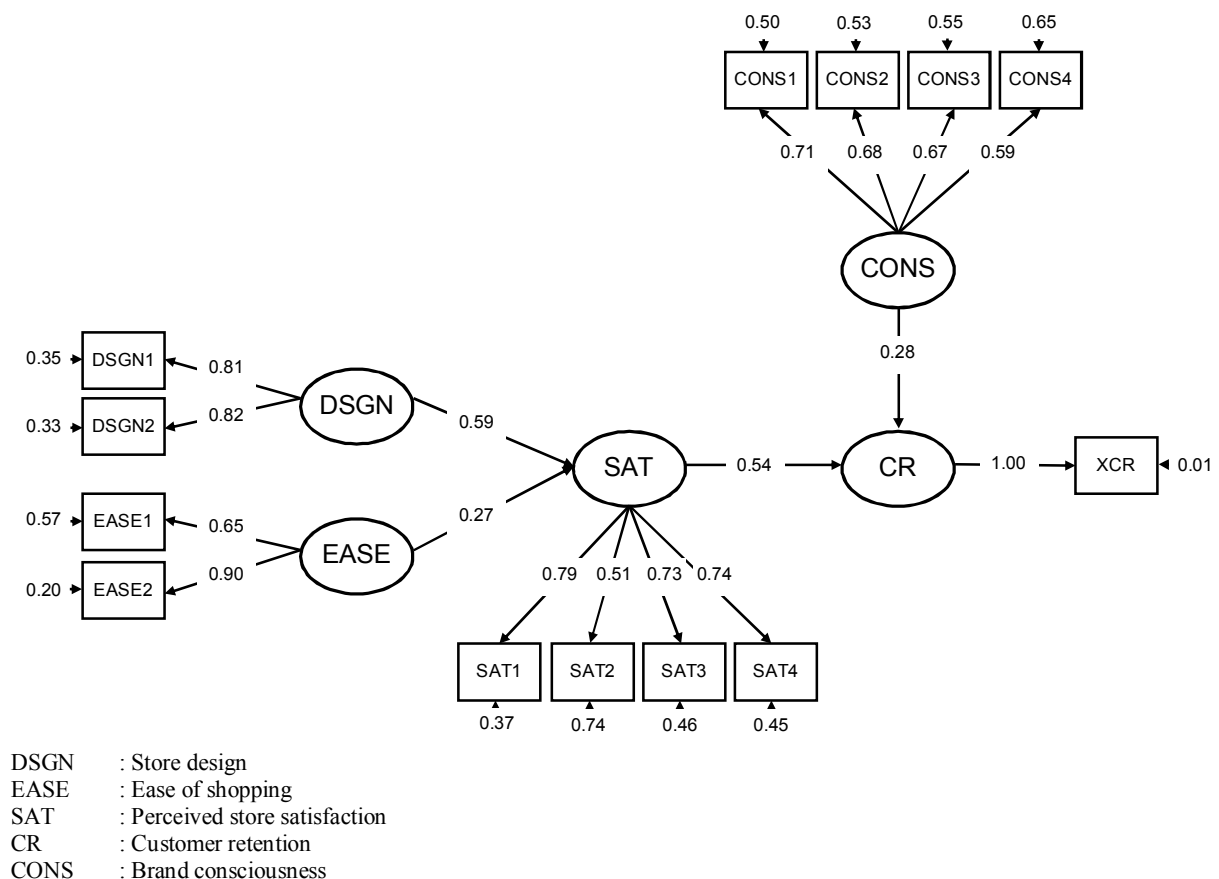 0.50 0.53 0.55 0.65
CONS1 CONS2 CONS3 CONS4
0.71 0.68 0.67 0.59
CONS
0.28
0.35 DSGN1 0.81
DSGN
0.33 DSGN2 0.82
0.59
SAT 0.54 CR 1.00 XCR 0.01
0.57 EASE1 0.65
0.27
EASE
0.20 EASE2 0.90
0.79 0.51 0.73 0.74
SAT1 SAT2 SAT3 SAT4
0.37 0.74 0.46 0.45
DSGN : Store design
EASE : Ease of shopping
SAT : Perceived store satisfaction
CR : Customer retention
CONS : Brand consciousness